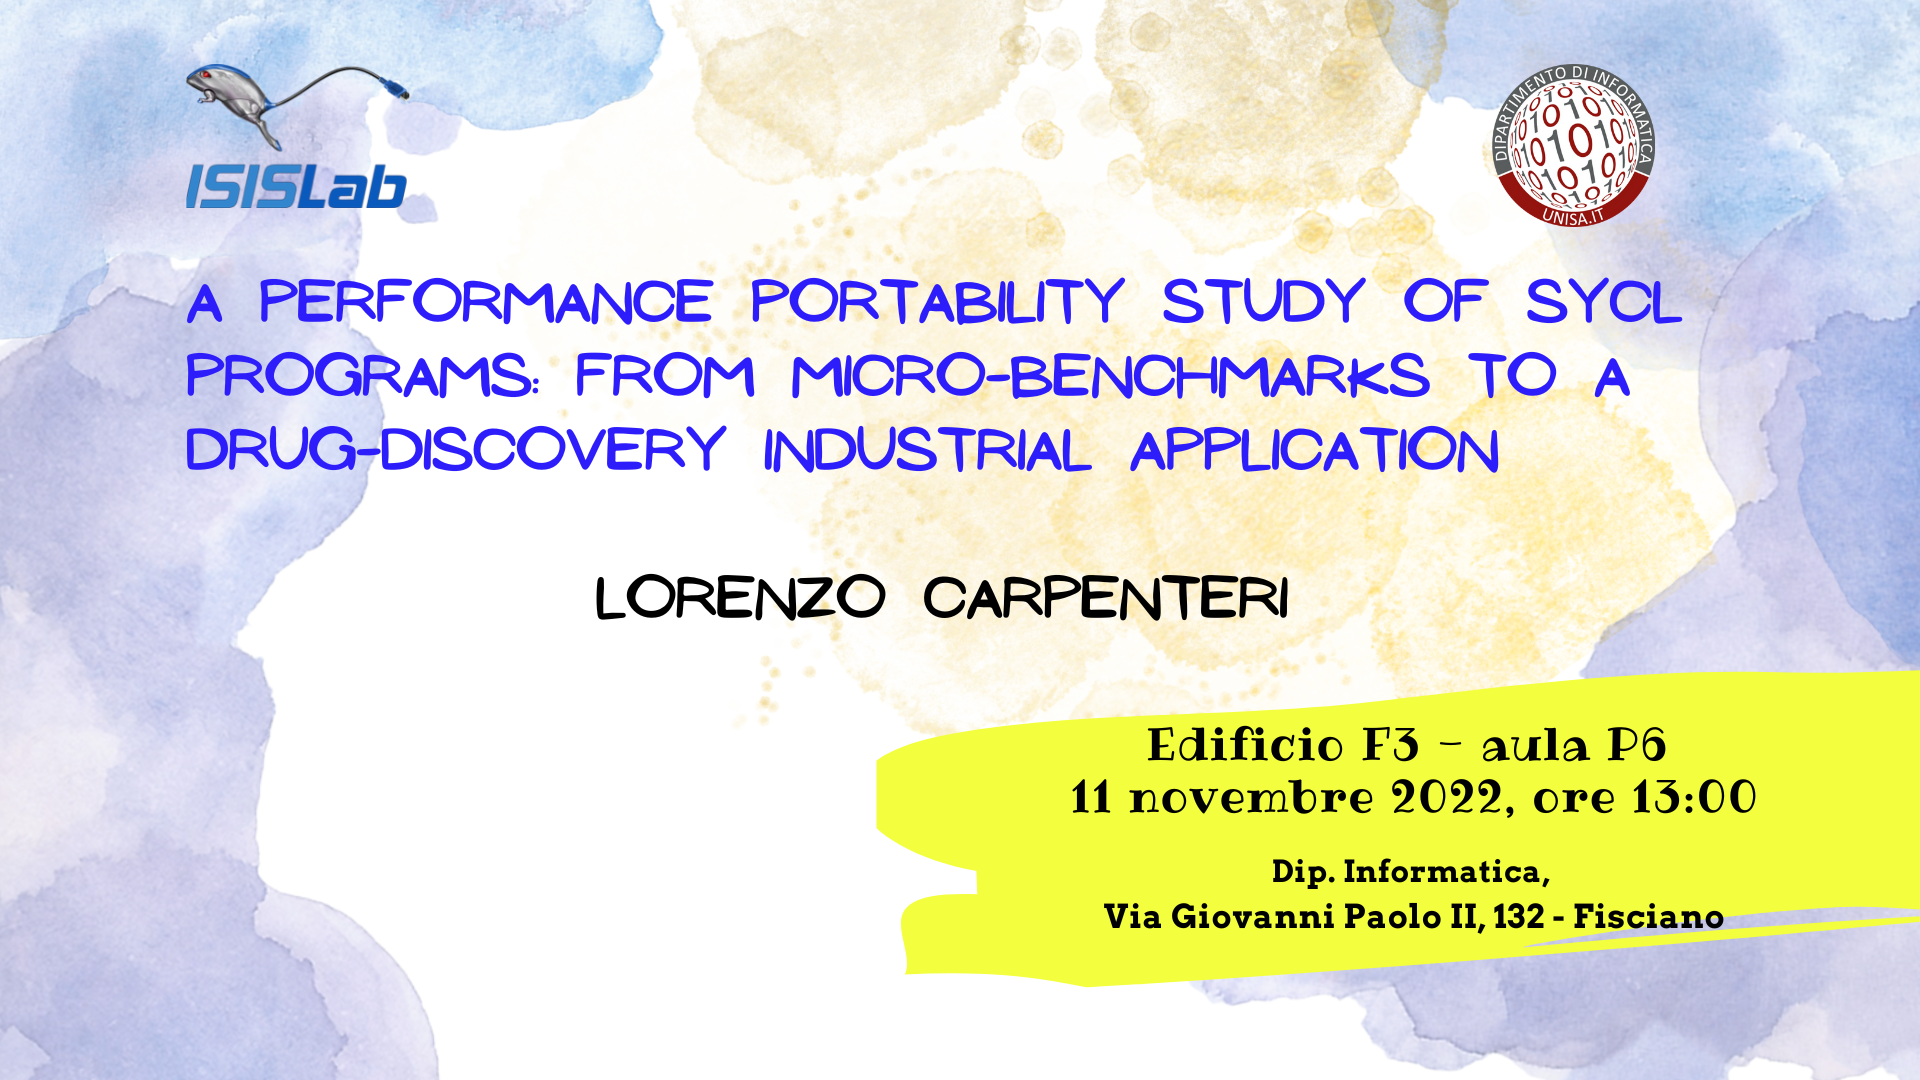 ISISLab
DIPARTIMENTO DI INFORMATICA
UNISA.IT
A PERFORMANCE PORTABILITY STUDY OF SYCL
PROGRAMS: FROM MICRO-BENCHMARKS TO A
DRUG-DISCOVERY INDUSTRIAL APPLICATION
LORENZO CARPENTERI
Edificio F3 - aula P6
11 novembre 2022, ore 13:00
Dip. Informatica,
Via Giovanni Paolo II, 132 - Fisciano